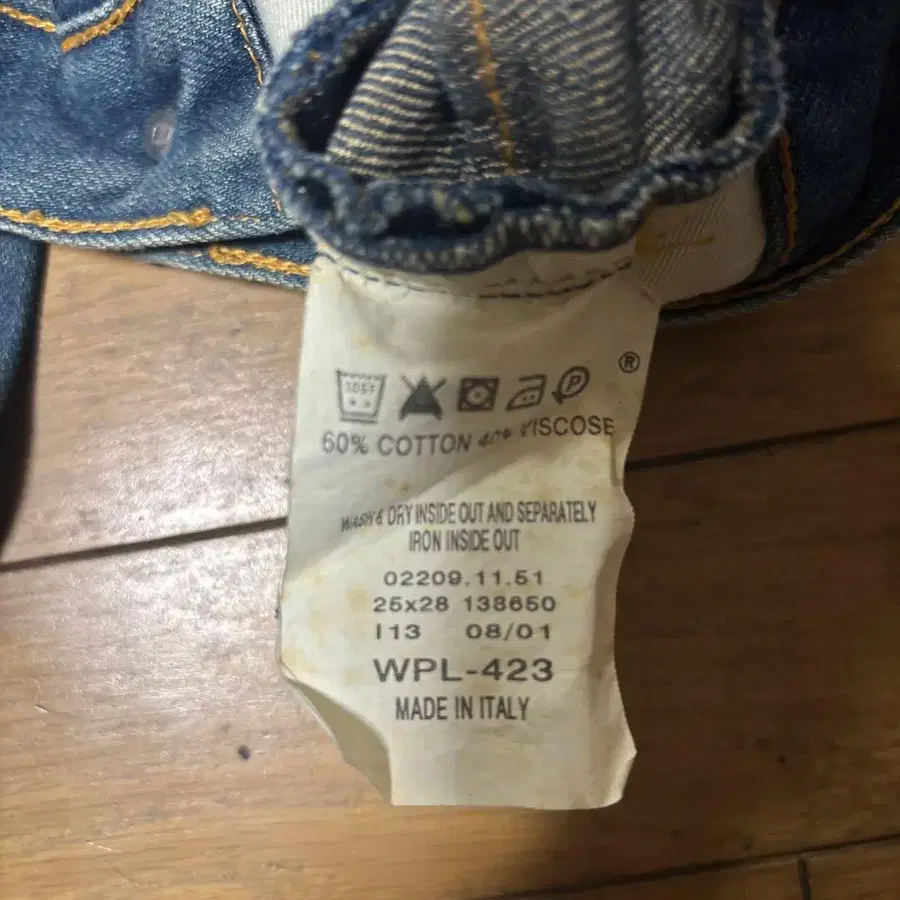 ®
P
60% COTTON 40% VISCOSE
WASH & DRY INSIDE OUT AND SEPARATELY
IRON INSIDE OUT
02209.11.51
25x28 138650
I13 08/01
WPL-423
MADE IN ITALY